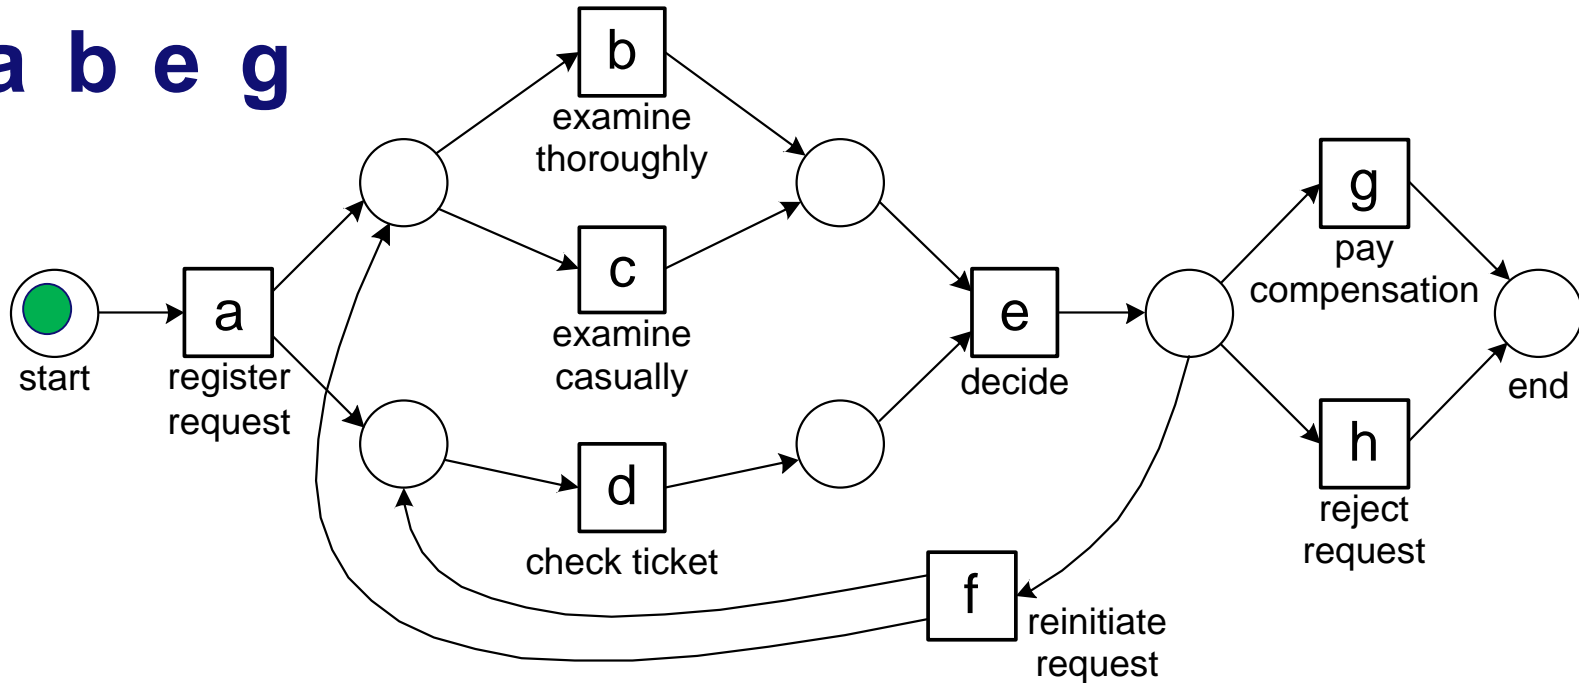 a b e g
b
examine
thoroughly
c
examine
casually
start
a
register
request
d
check ticket
e
decide
g
pay
compensation
end
h
reject
request
f
reinitiate
request